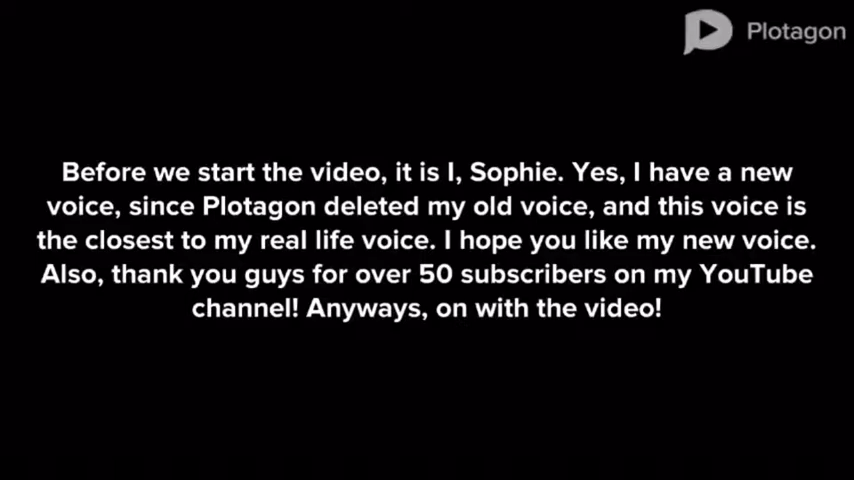 Plotagon
Before we start the video, it is I, Sophie. Yes, I have a new
voice, since Plotagon deleted my old voice, and this voice is
the closest to my real life voice. I hope you like my new voice.
Also, thank you guys for over 50 subscribers on my YouTube
channel! Anyways, on with the video!